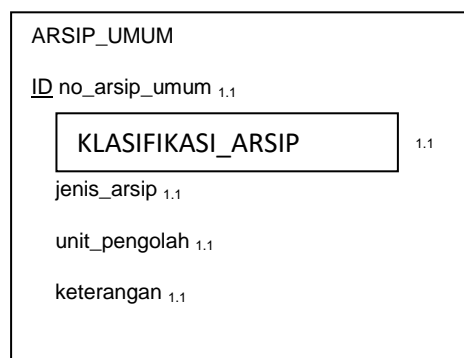 ARSIP_UMUM
ID no_arsip_umum 1.1
KLASIFIKASI_ARSIP 1.1
jenis_arsip 1.1
unit_pengolah 1.1
keterangan 1.1